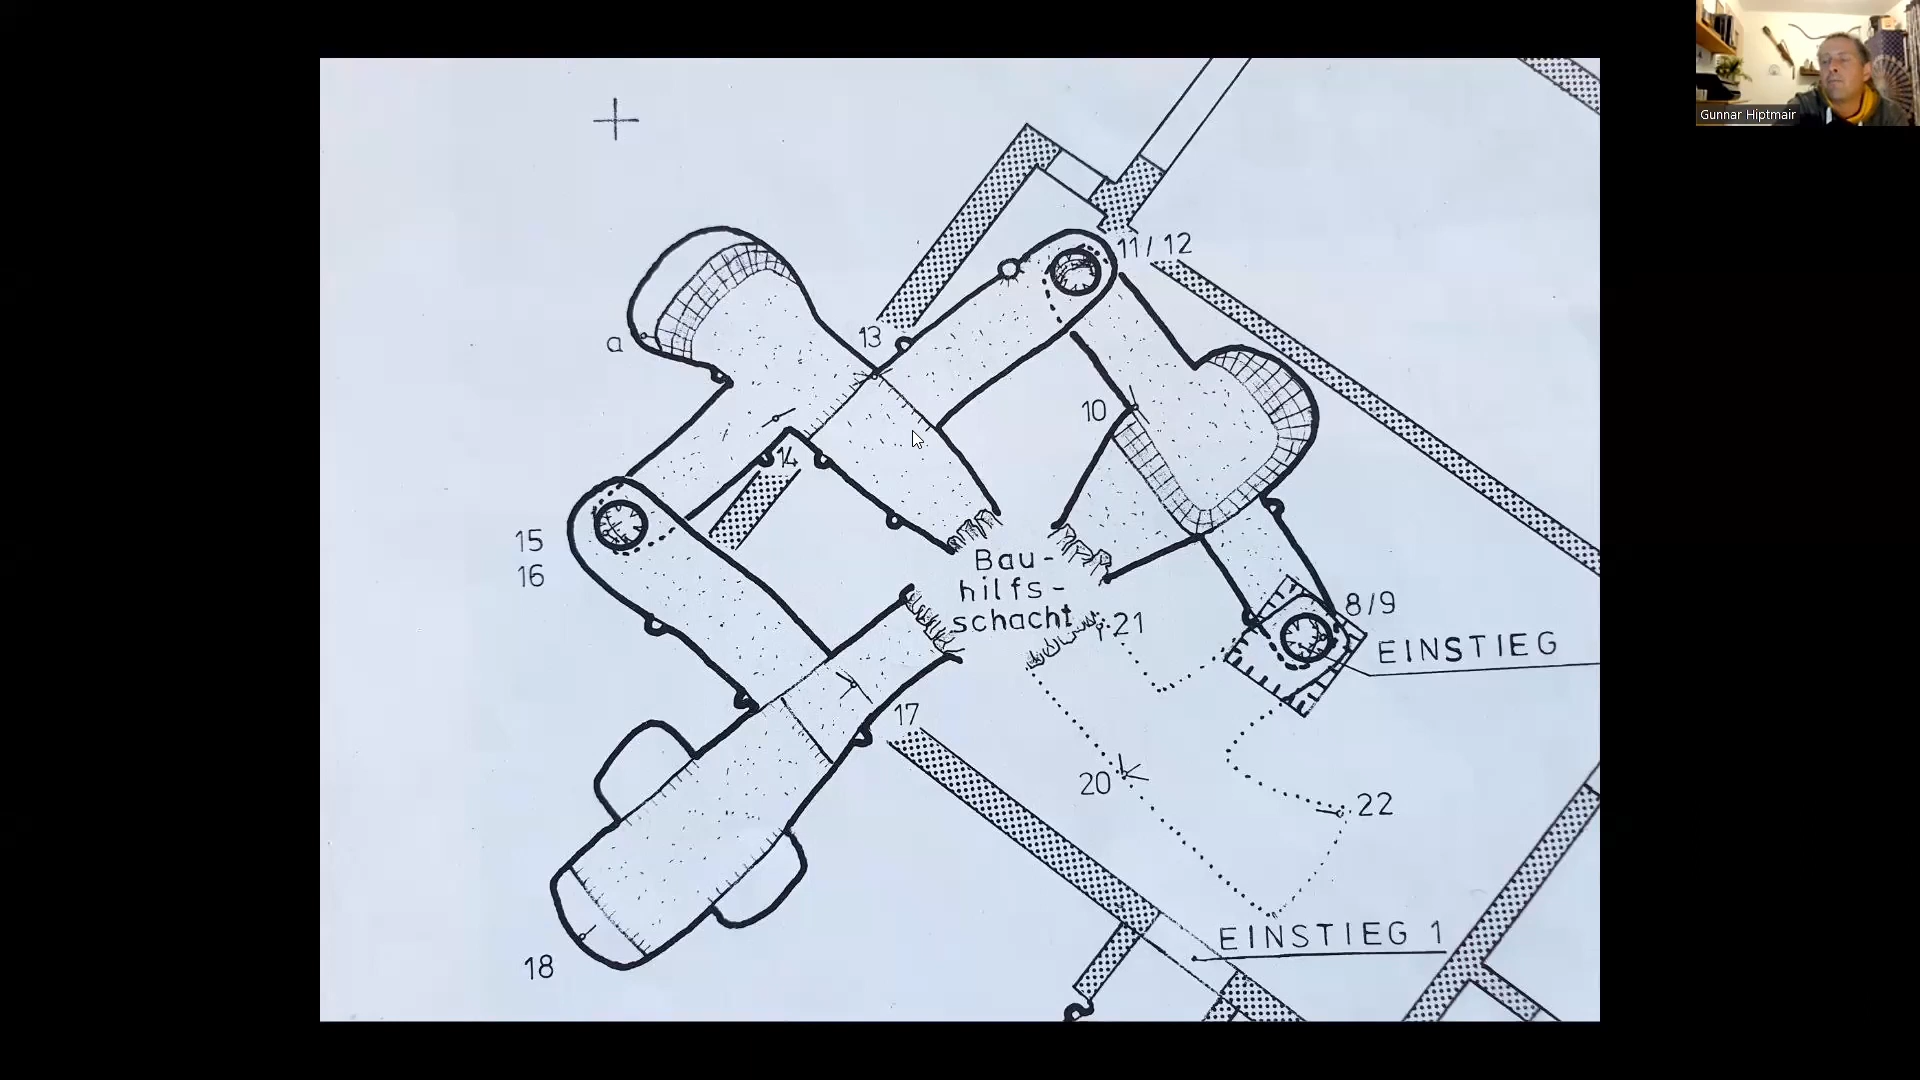 Gunnar Hiptmair
11/12
13
a
10
14
15
16
Bau-
hilfs-
schacht
21
8/9
EINSTIEG
17
20
22
EINSTIEG 1
18